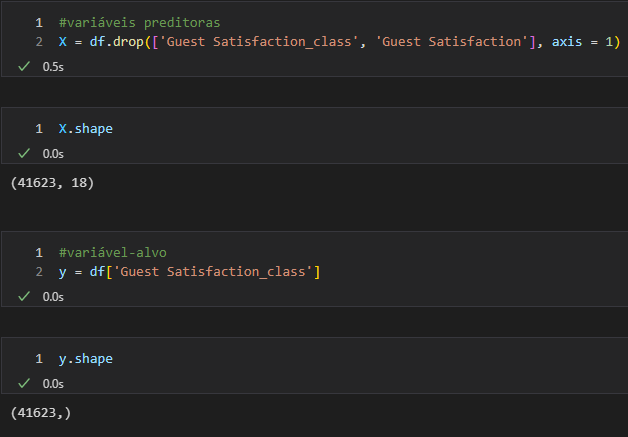 1 #variáveis preditoras
2 X = df.drop(['Guest Satisfaction_class', 'Guest Satisfaction'], axis = 1)
0.5s
1 X.shape
0.0s
(41623, 18)
1 #variável-alvo
2 y = df['Guest Satisfaction_class']
0.0s
1 y.shape
0.0s
(41623,)